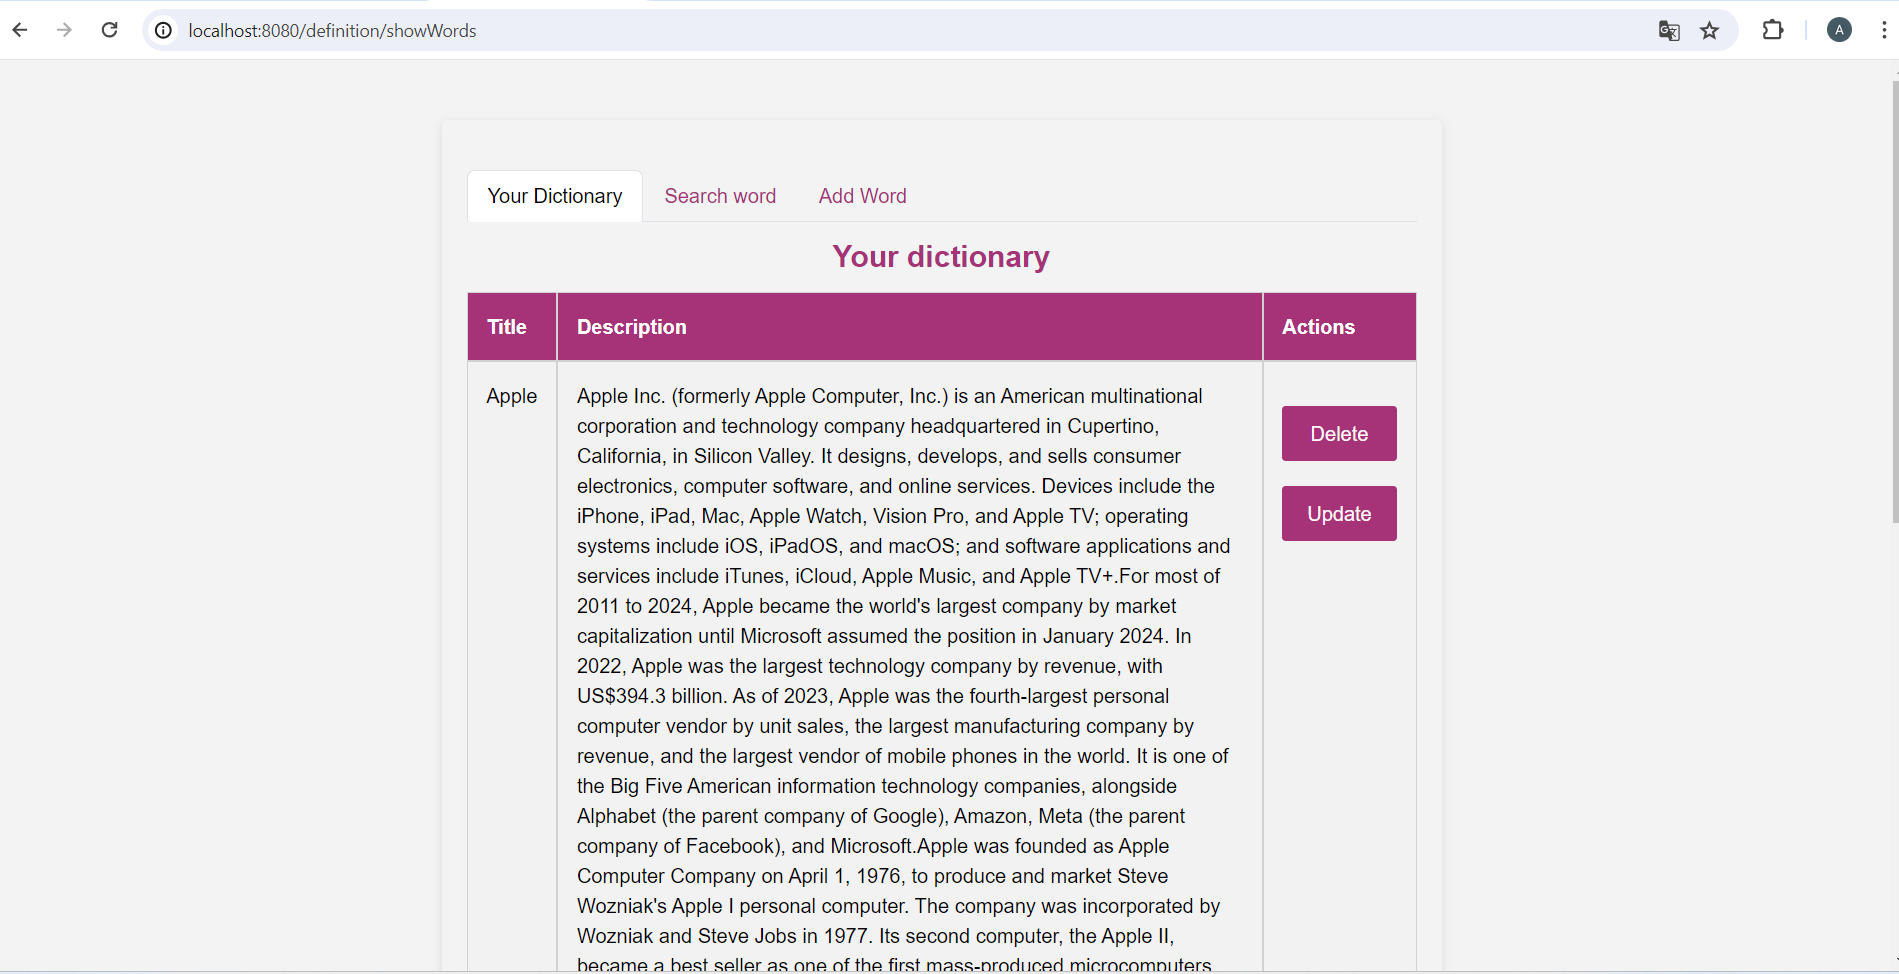 localhost:8080/definition/showWords
A
Your Dictionary Search word Add Word
Your dictionary
Title Description Actions
Apple
Apple Inc. (formerly Apple Computer, Inc.) is an American multinational
corporation and technology company headquartered in Cupertino,
California, in Silicon Valley. It designs, develops, and sells consumer
electronics, computer software, and online services. Devices include the
iPhone, iPad, Mac, Apple Watch, Vision Pro, and Apple TV; operating
systems include iOS, iPadOS, and macOS; and software applications and
services include iTunes, iCloud, Apple Music, and Apple TV+.For most of
2011 to 2024, Apple became the world's largest company by market
capitalization until Microsoft assumed the position in January 2024. In
2022, Apple was the largest technology company by revenue, with
US$394.3 billion. As of 2023, Apple was the fourth-largest personal
computer vendor by unit sales, the largest manufacturing company by
revenue, and the largest vendor of mobile phones in the world. It is one of
the Big Five American information technology companies, alongside
Alphabet (the parent company of Google), Amazon, Meta (the parent
company of Facebook), and Microsoft.Apple was founded as Apple
Computer Company on April 1, 1976, to produce and market Steve
Wozniak's Apple I personal computer. The company was incorporated by
Wozniak and Steve Jobs in 1977. Its second computer, the Apple II,
became a best seller as one of the first mass-produced microcomputers
Delete
Update